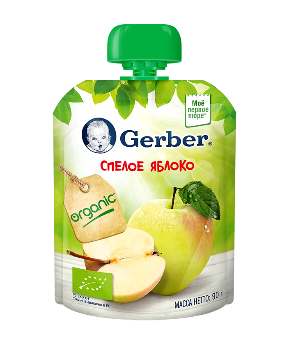 Моё
первое
пюре*
Gerber®
СПЕЛОЕ ЯБЛОКО
organic
МАССА НЕТТО: 90 г